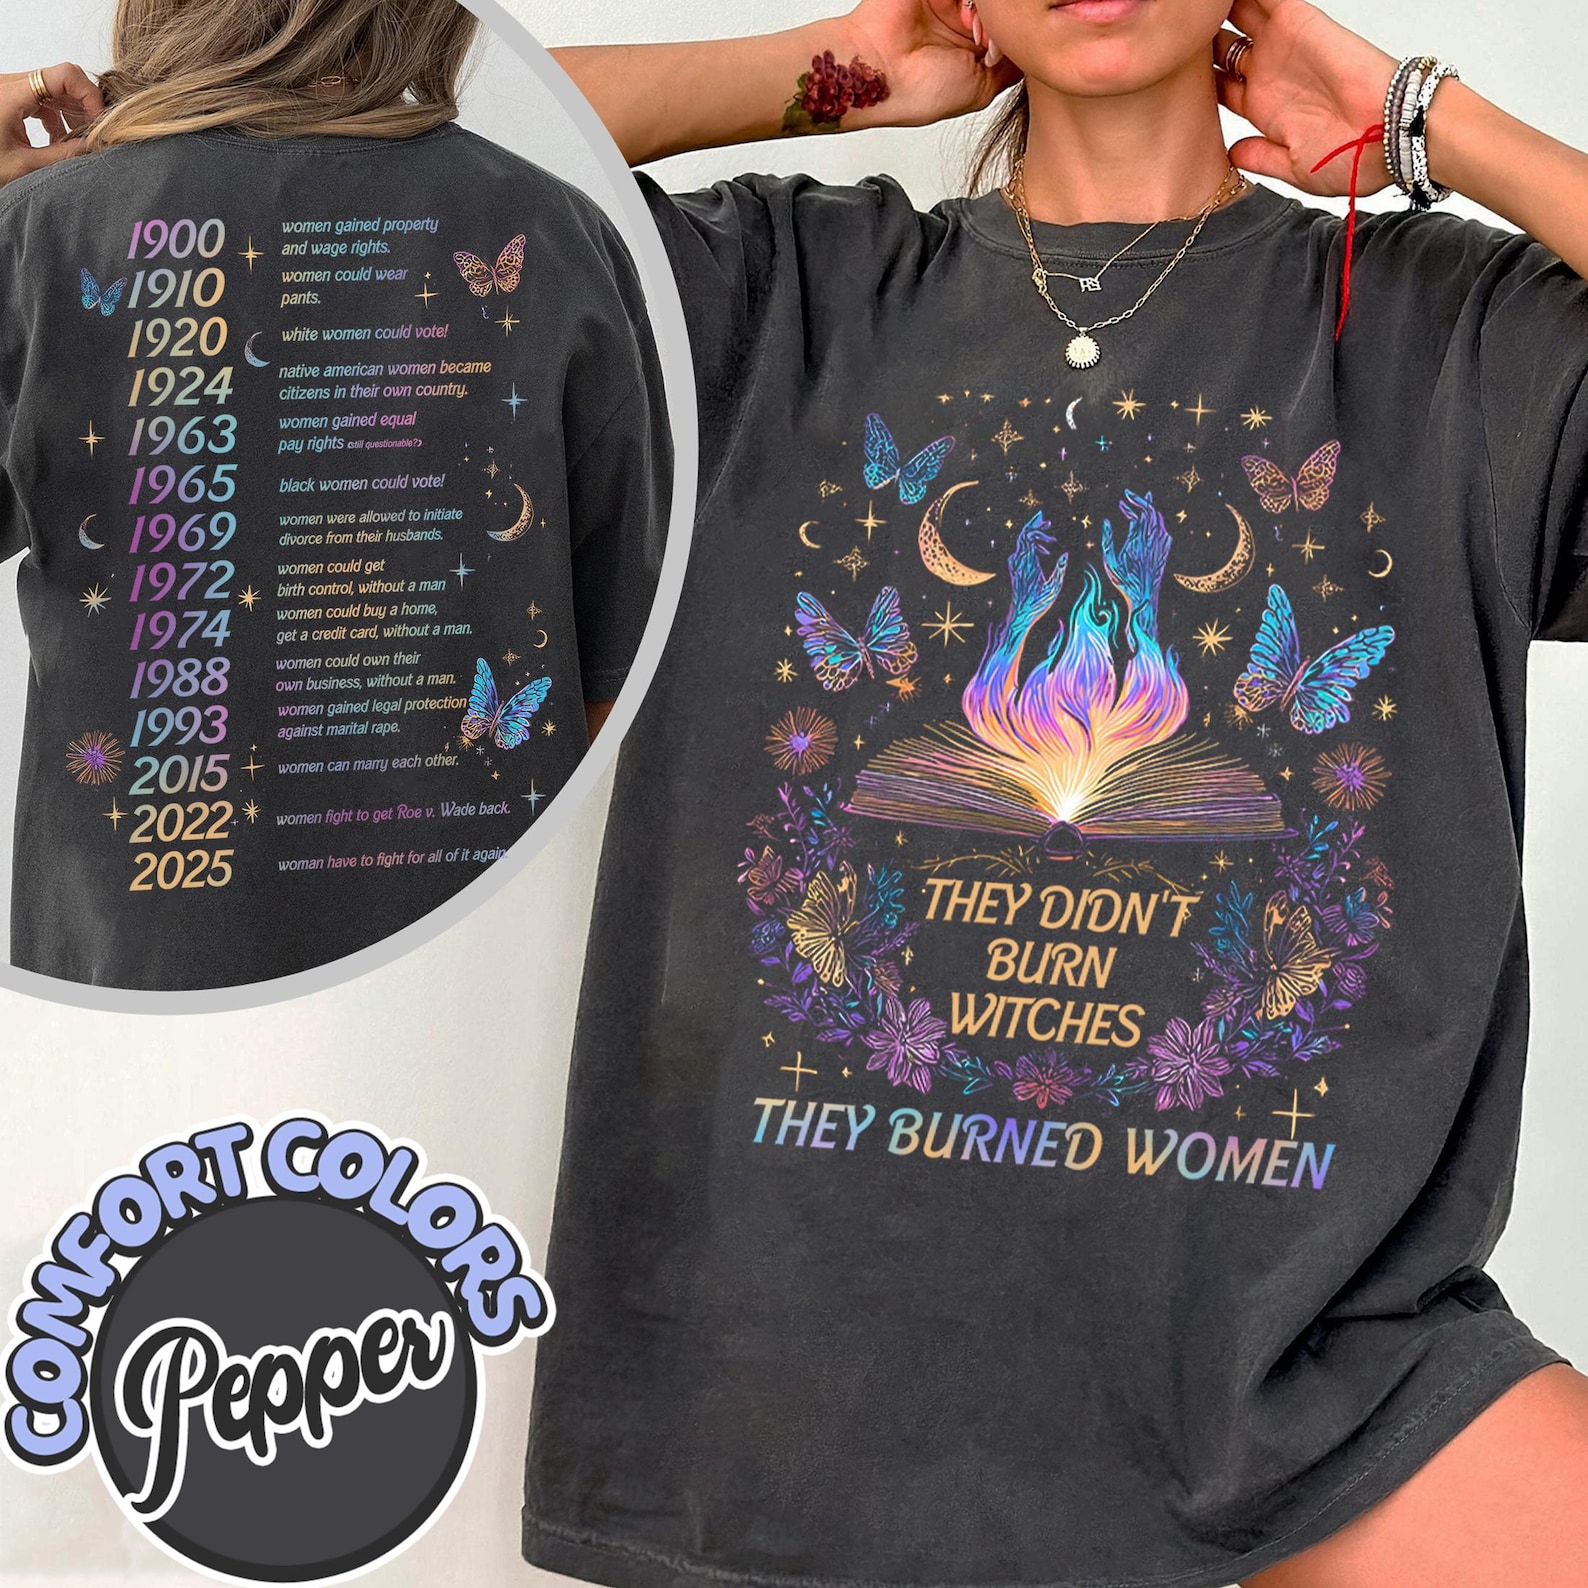 1900 women gained property
and wage rights.
1910 women could wear
pants.
1920 white women could vote!
1924 native american women became
citizens in their own country.
1963 women gained equal
pay rights (still questionable?)
1965 black women could vote!
1969 women were allowed to initiate
divorce from their husbands.
1972 women could get
birth control, without a man
1974 women could buy a home,
get a credit card, without a man.
1988 women could own their
own business, without a man.
1993 women gained legal protection
against marital rape.
2015 women can marry each other.
2022 women fight to get Roe v. Wade back.
2025 woman have to fight for all of it again.
THEY DIDN'T
BURN
WITCHES
THEY BURNED WOMEN
COMFORT COLORS
Pepper